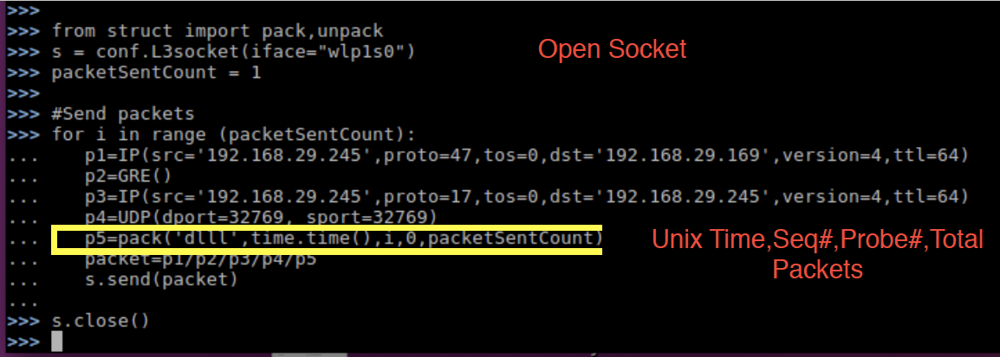 >>>
>>> from struct import pack,unpack
>>> s = conf.L3socket(iface="wlp1s0")
Open Socket
>>> packetSentCount = 1
>>>
>>> #Send packets
>>> for i in range (packetSentCount):
...    p1=IP(src='192.168.29.245',proto=47,tos=0,dst='192.168.29.169',version=4,ttl=64)
...    p2=GRE()
...    p3=IP(src='192.168.29.245',proto=17,tos=0,dst='192.168.29.245',version=4,ttl=64)
...    p4=UDP(dport=32769, sport=32769)
...    p5=pack('dlll',time.time(),i,0,packetSentCount)
Unix Time,Seq#,Probe#,Total
Packets
...    packet=p1/p2/p3/p4/p5
...    s.send(packet)
...
>>> s.close()
>>>